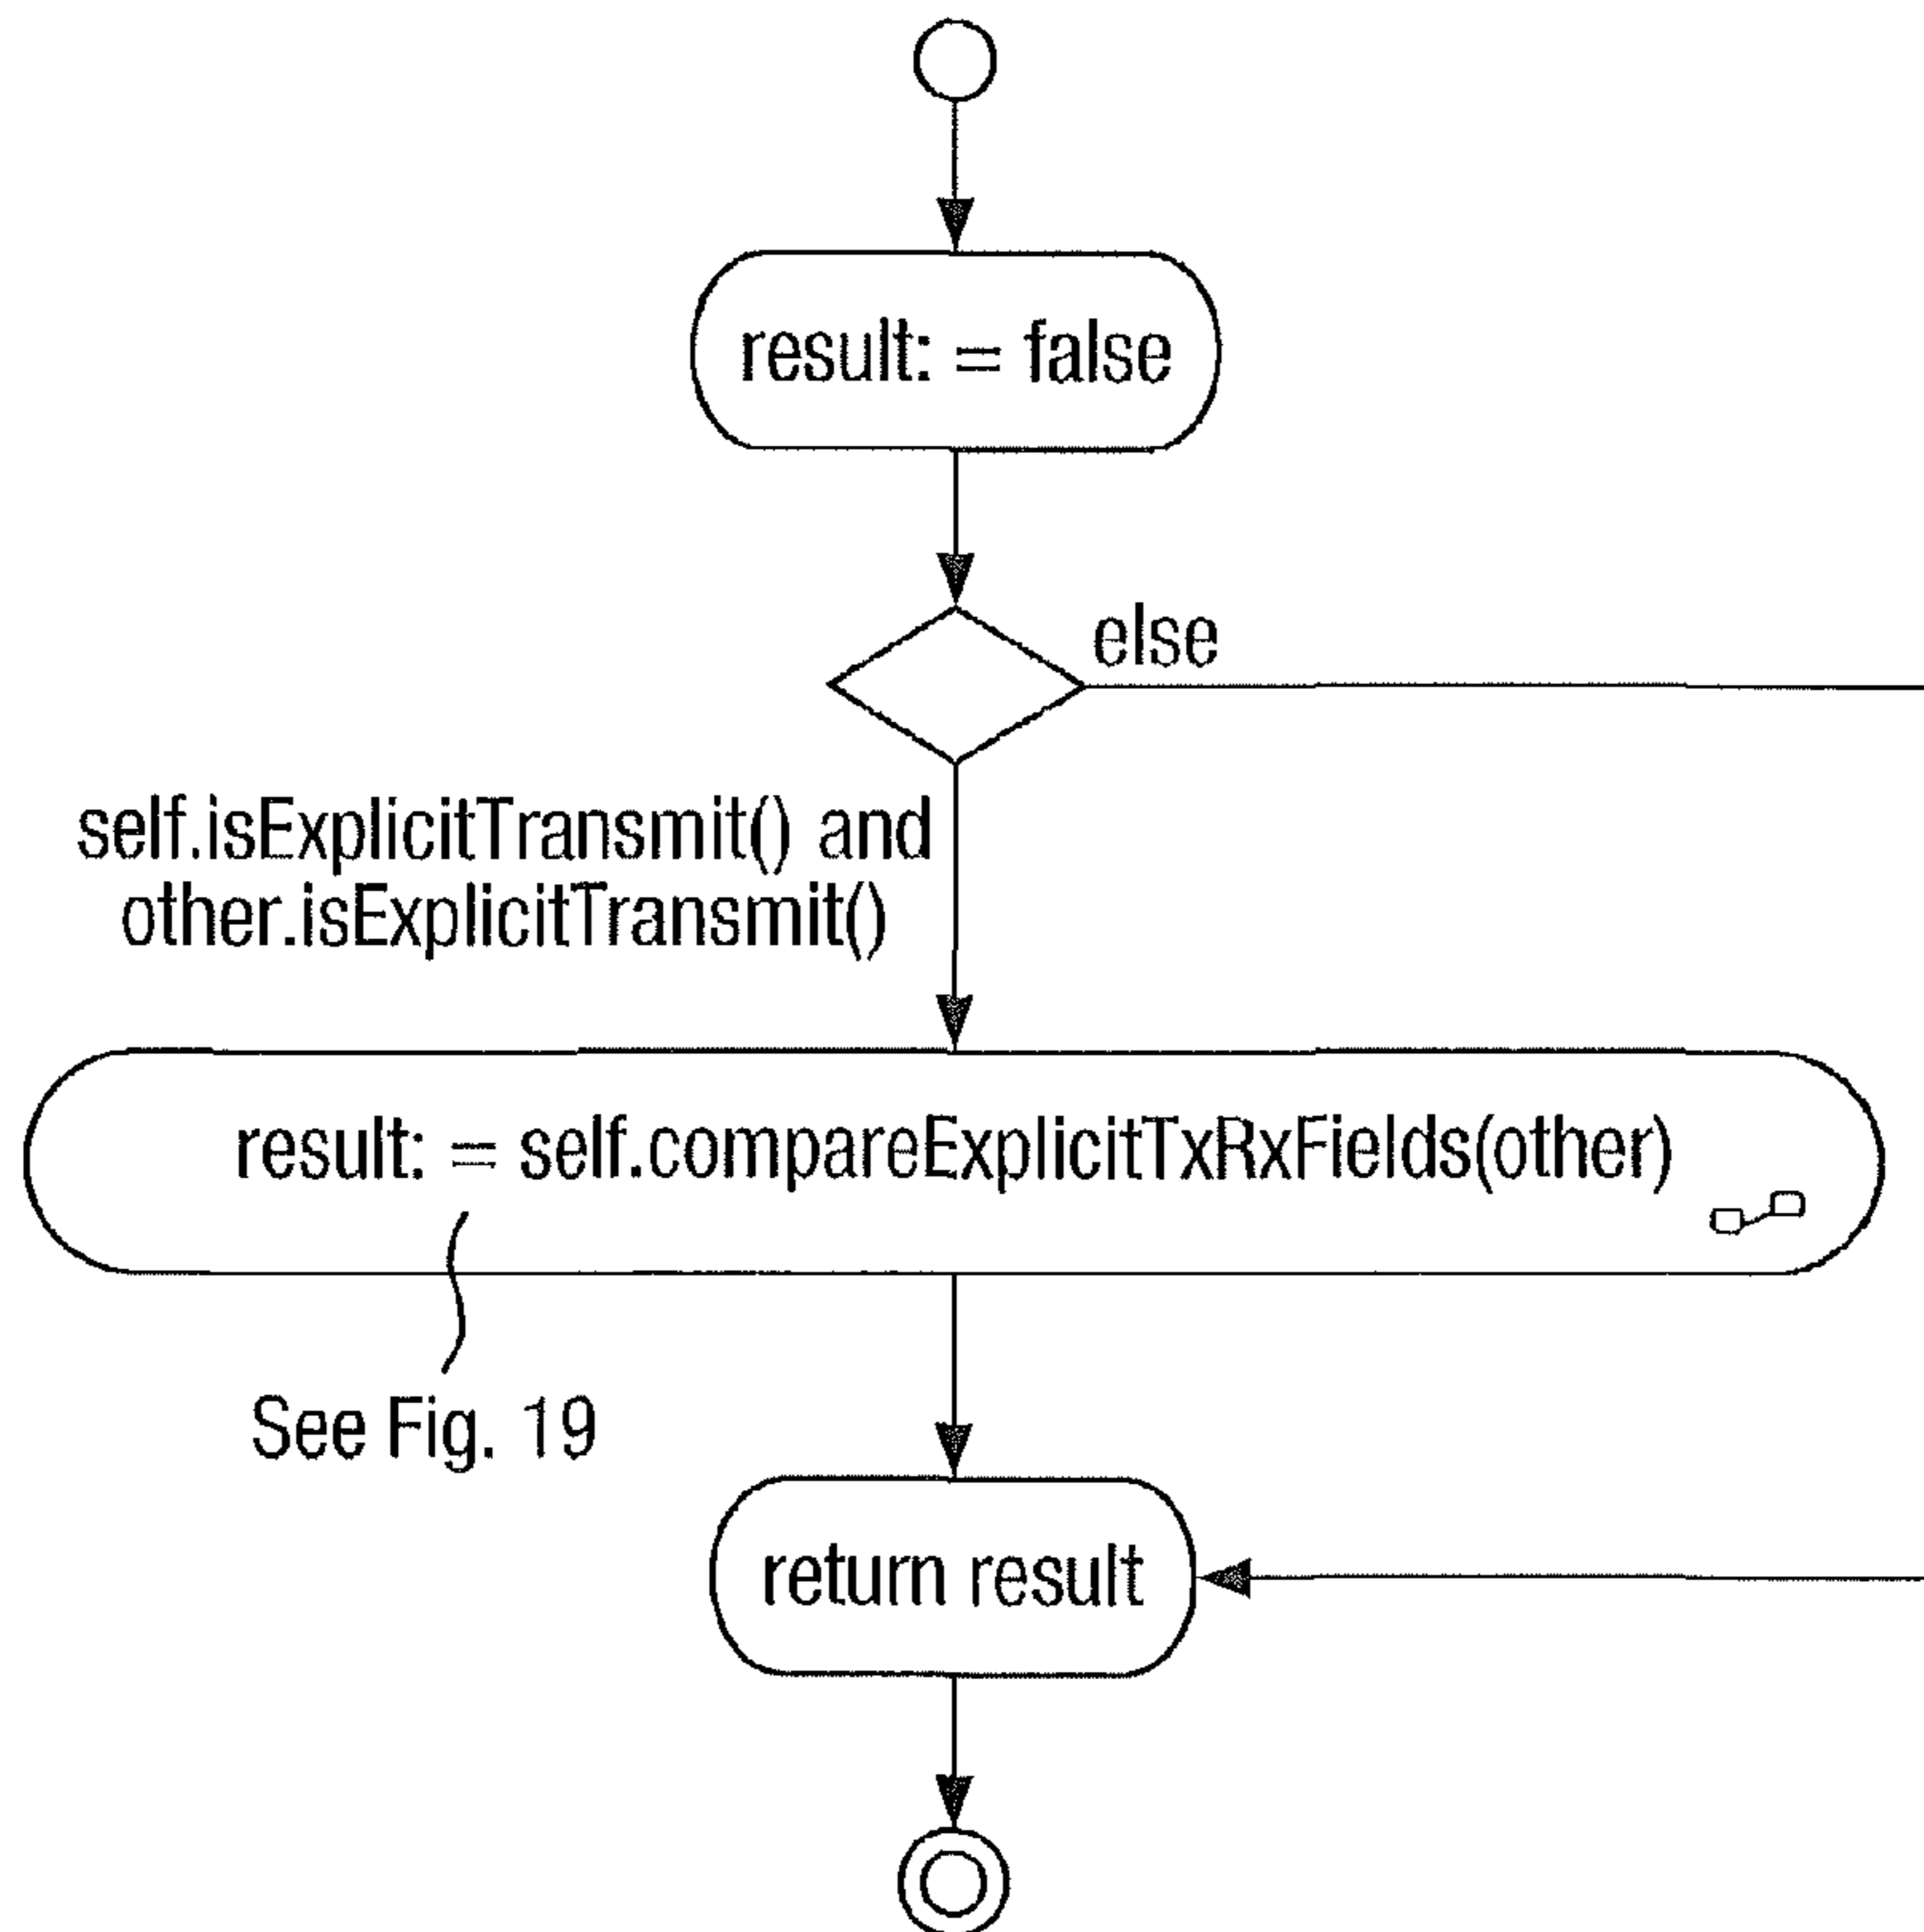 result: = false
else
self.isExplicitTransmit() and
other.isExplicitTransmit()
result: = self.compareExplicitTxRxFields(other)
See Fig. 19
return result